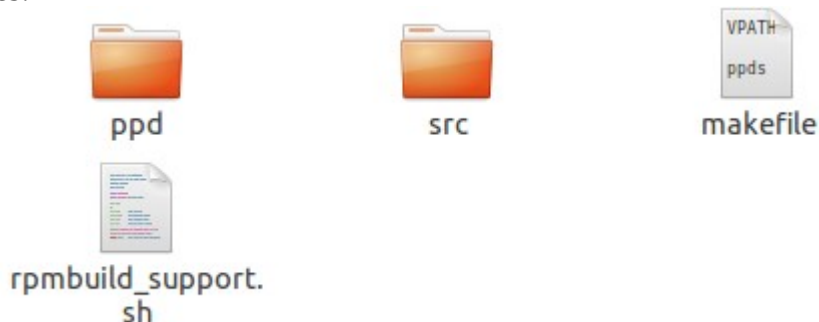 VPATH
ppds
ppd
src
makefile
rpmbuild_support.
sh